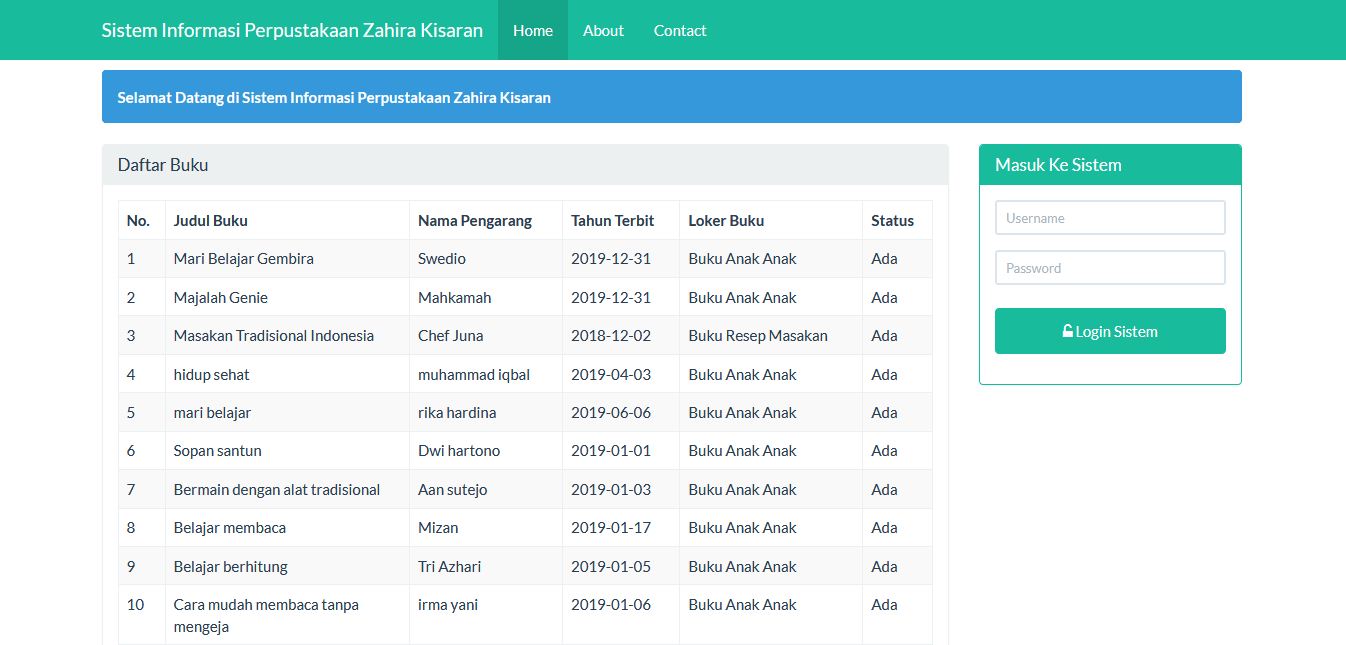 Sistem Informasi Perpustakaan Zahira Kisaran Home About Contact
Selamat Datang di Sistem Informasi Perpustakaan Zahira Kisaran
Daftar Buku
No. Judul Buku Nama Pengarang Tahun Terbit Loker Buku Status
1 Mari Belajar Gembira Swedio 2019-12-31 Buku Anak Anak Ada
2 Majalah Genie Mahkamah 2019-12-31 Buku Anak Anak Ada
3 Masakan Tradisional Indonesia Chef Juna 2018-12-02 Buku Resep Masakan Ada
4 hidup sehat muhammad iqbal 2019-04-03 Buku Anak Anak Ada
5 mari belajar rika hardina 2019-06-06 Buku Anak Anak Ada
6 Sopan santun Dwi hartono 2019-01-01 Buku Anak Anak Ada
7 Bermain dengan alat tradisional Aan sutejo 2019-01-03 Buku Anak Anak Ada
8 Belajar membaca Mizan 2019-01-17 Buku Anak Anak Ada
9 Belajar berhitung Tri Azhari 2019-01-05 Buku Anak Anak Ada
10 Cara mudah membaca tanpa irma yani 2019-01-06 Buku Anak Anak Ada
mengeja
Masuk Ke Sistem
Username
Password
Login Sistem